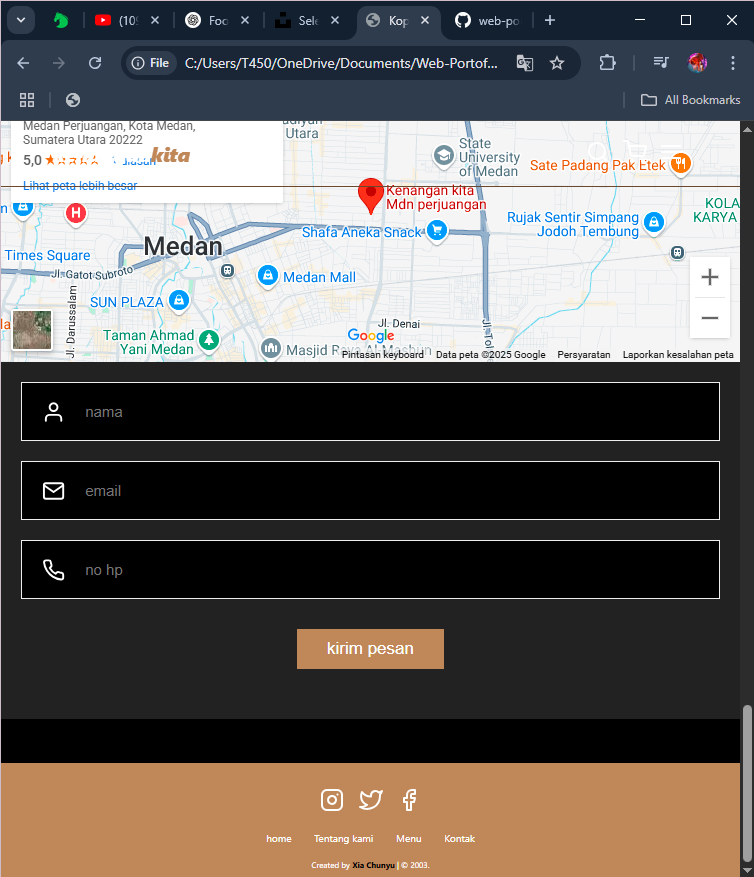 (109
Foo
Sele
Kop
web-po
File
C:/Users/T450/OneDrive/Documents/Web-Portof...
All Bookmarks
Medan Perjuangan, Kota Medan,
Sumatera Utara 20222
5,0
ulasan
kita
Lihat peta lebih besar
Utara
State
University
of Medan
Sate Padang Pak Etek
Kenangan kita
Mdn perjuangan
KOLA
KARYA
Rujak Sentir Simpang
Jodoh Tembung
Shafa Aneka Snack
H
Times Square
Medan
Jl. Gatot Subroto
Medan Mall
SUN PLAZA
Jl. Darussalam
Taman Ahmad
Yani Medan
Jl. Denai
Google
Masjid Raya Al Mashun
Pintasan keyboard
Data peta ©2025 Google
Persyaratan
Laporkan kesalahan peta
nama
email
no hp
kirim pesan
home
Tentang kami
Menu
Kontak
Created by Xia Chunyu | © 2003.